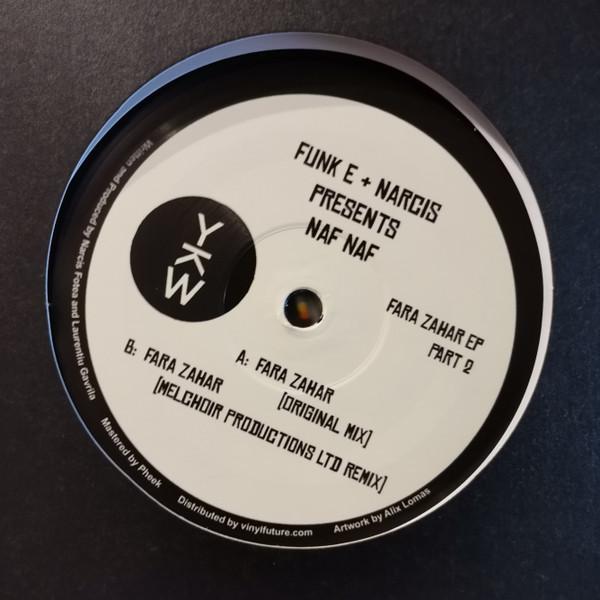 FUNK E + NARCIS
PRESENTS
NAF NAF
YKW
FARA ZAHAR EP
PART 2
A: FARA ZAHAR
[ORIGINAL MIX]
B: FARA ZAHAR
[MELCHOIR PRODUCTIONS LTD REMIX]
Written and Produced by Narcis Fotea and Laurentiu Gavrila
Mastered by Pheek
Distributed by vinylfuture.com
Artwork by Alix Lomas